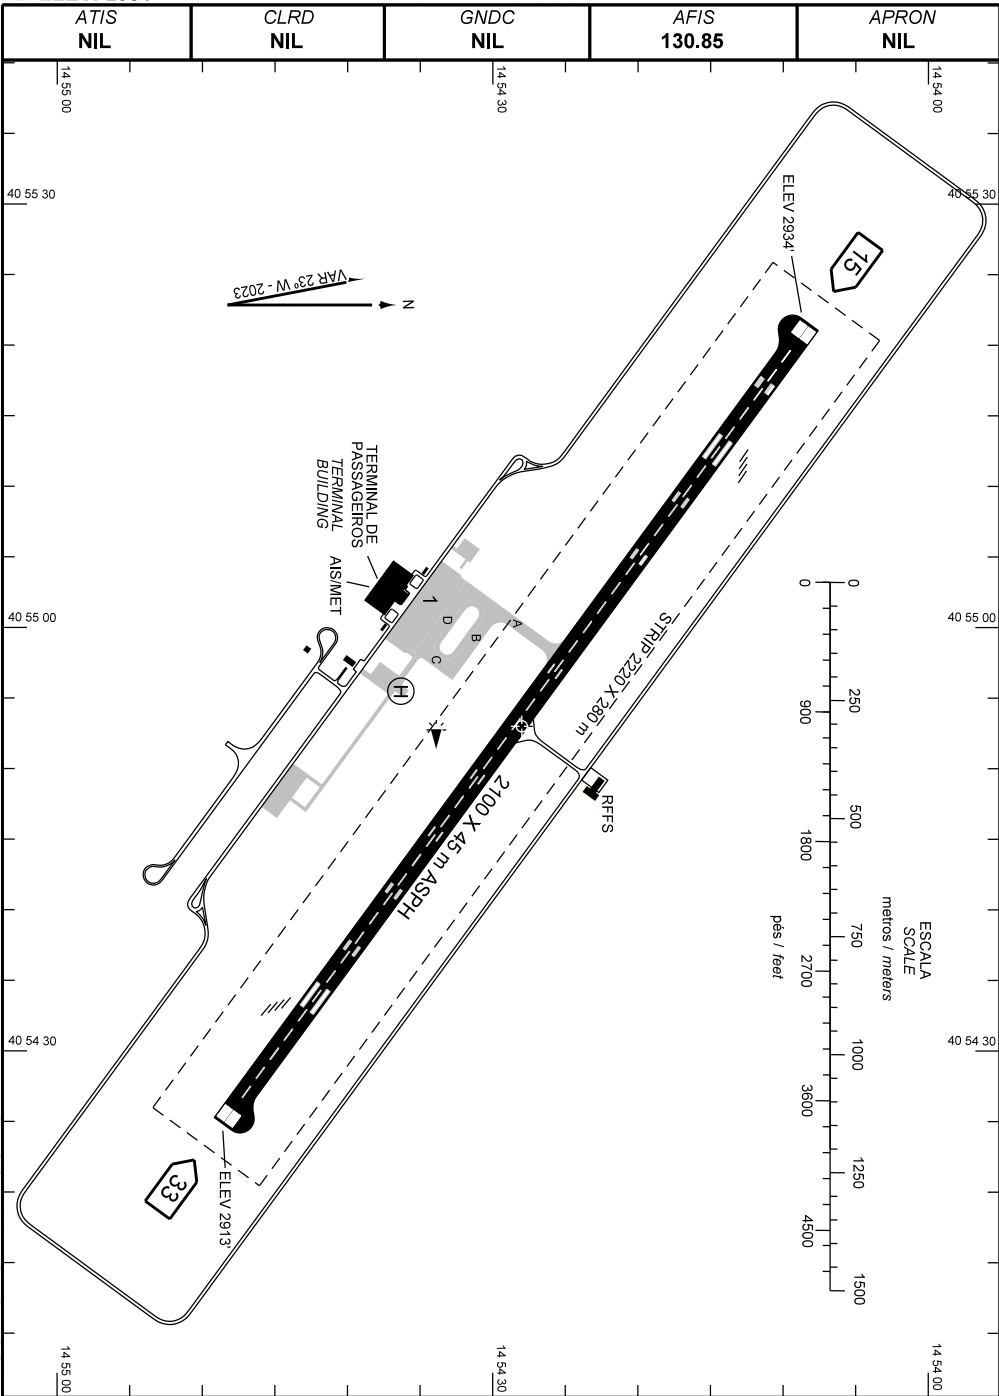 ATIS
NIL
CLRD
NIL
GNDC
NIL
AFIS
130.85
APRON
NIL
14 55 00
14 54 30
14 54 00
40 55 30
40 55 30
ELEV 2934'
15
VAR 23° W - 2023
N
TERMINAL DE
PASSAGEIROS
TERMINAL
BUILDING
AIS/MET
1
D
B
A
C
H
40 55 00
40 55 00
STRIP 2220 X 280 m
2100 X 45 m ASPH
RFFS
ESCALA
SCALE
metros / meters
0 250 500 750 1000 1250 1500
0 900 1800 2700 3600 4500
pés / feet
40 54 30
40 54 30
ELEV 2913'
33
14 55 00
14 54 30
14 54 00